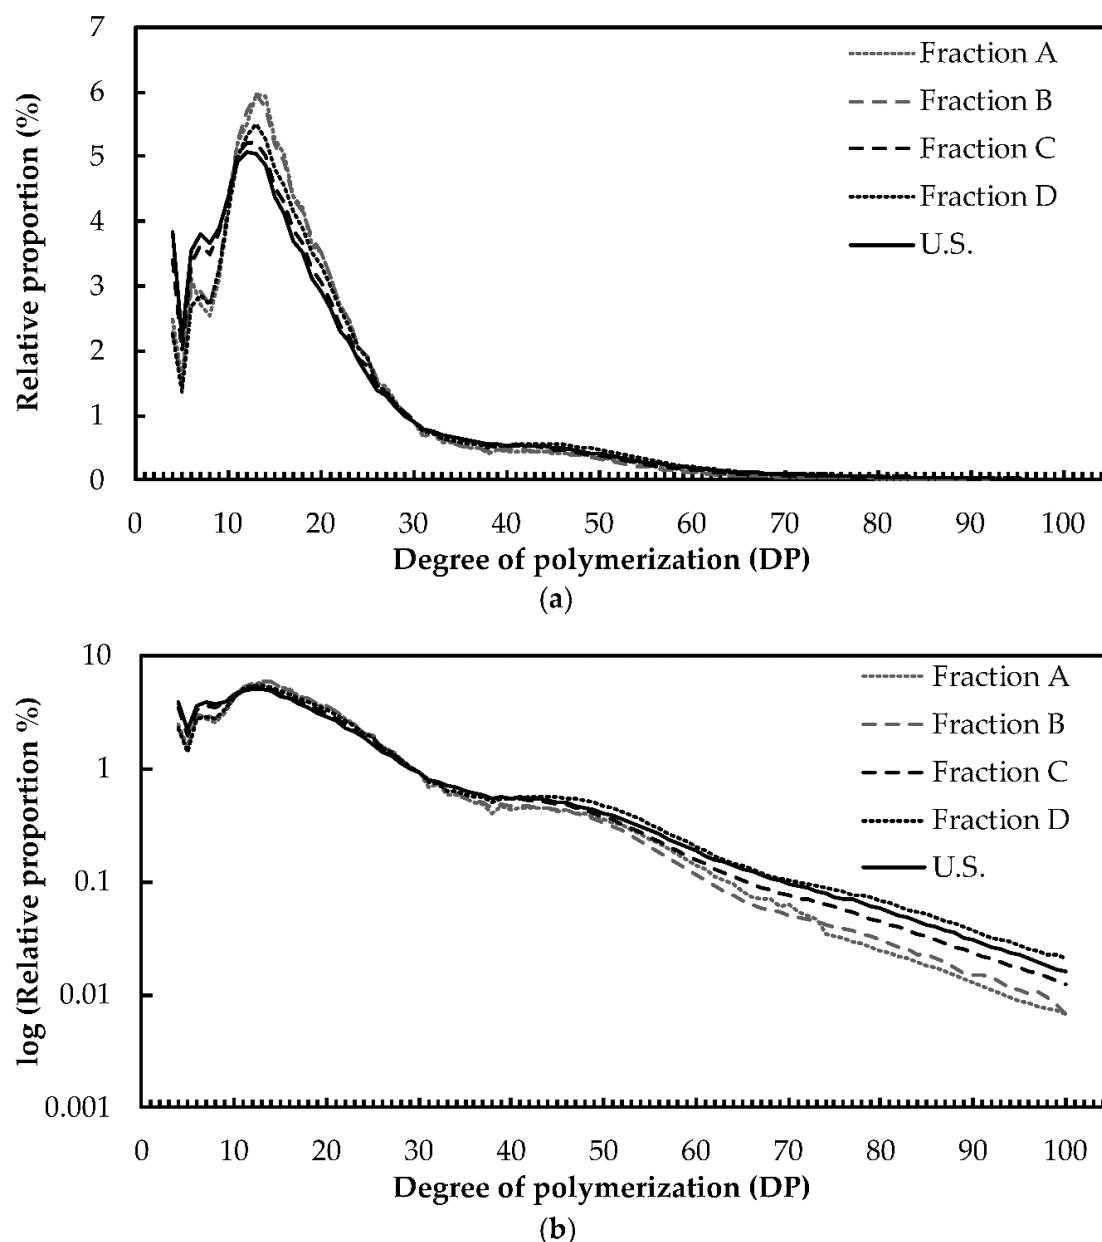 7
6
5
4
3
2
1
0
Relative proportion (%)
Fraction A
Fraction B
Fraction C
Fraction D
U.S.
0 10 20 30 40 50 60 70 80 90 100
Degree of polymerization (DP)
(a)
10
1
0.1
0.01
0.001
log (Relative proportion %)
Fraction A
Fraction B
Fraction C
Fraction D
U.S.
0 10 20 30 40 50 60 70 80 90 100
Degree of polymerization (DP)
(b)